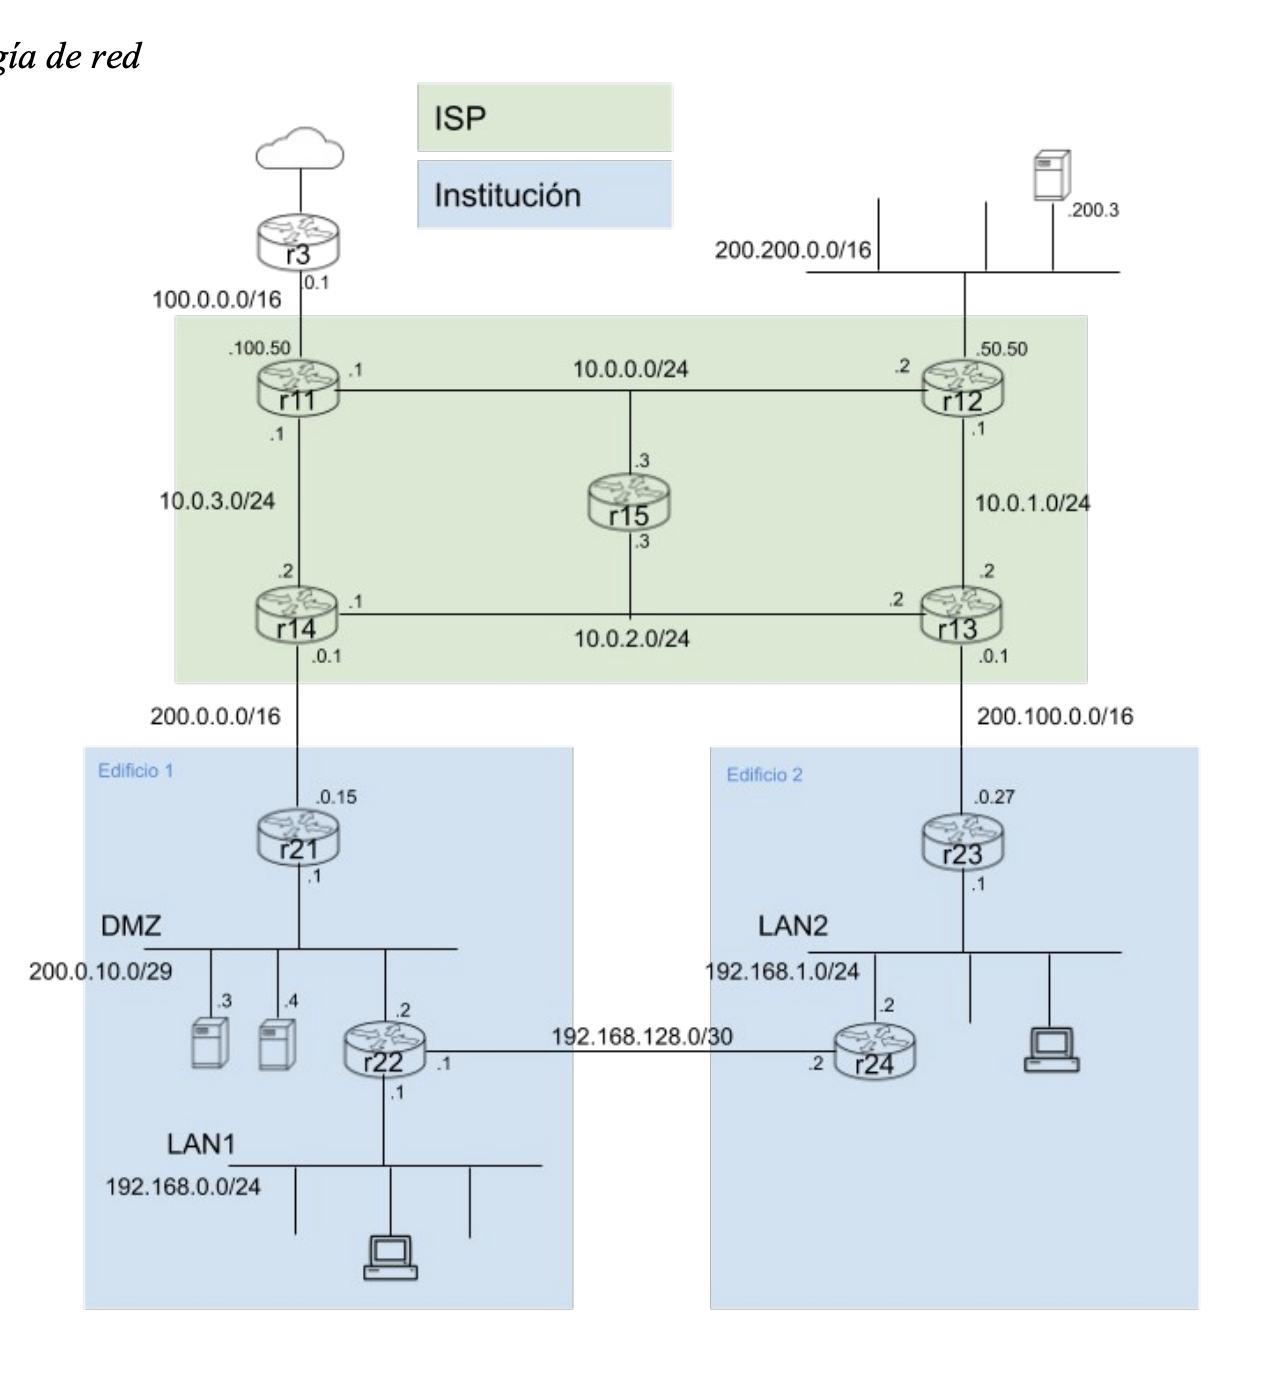 gía de red
ISP
Institución
.200.3
200.200.0.0/16
r3
.0.1
100.0.0.0/16
.100.50
.50.50
.1
10.0.0.0/24
.2
r11
r12
.1
.1
.3
10.0.3.0/24
r15
10.0.1.0/24
.3
.2
.2
.1
.2
r14
10.0.2.0/24
r13
.0.1
.0.1
200.0.0.0/16
200.100.0.0/16
Edificio 1
Edificio 2
.0.15
.0.27
r21
r23
.1
.1
DMZ
LAN2
200.0.10.0/29
192.168.1.0/24
.3
.4
.2
.2
192.168.128.0/30
r22
.1
.2
r24
.1
LAN1
192.168.0.0/24